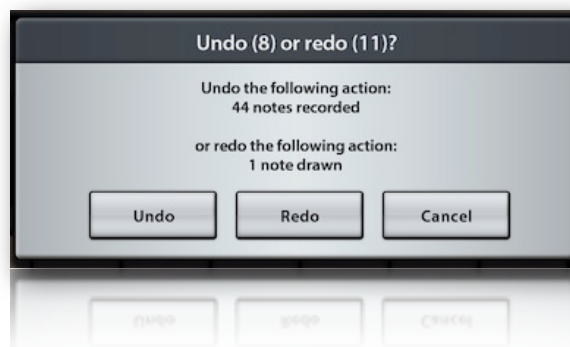 Undo (8) or redo (11)?
Undo the following action:
44 notes recorded
or redo the following action:
1 note drawn
Undo Redo Cancel